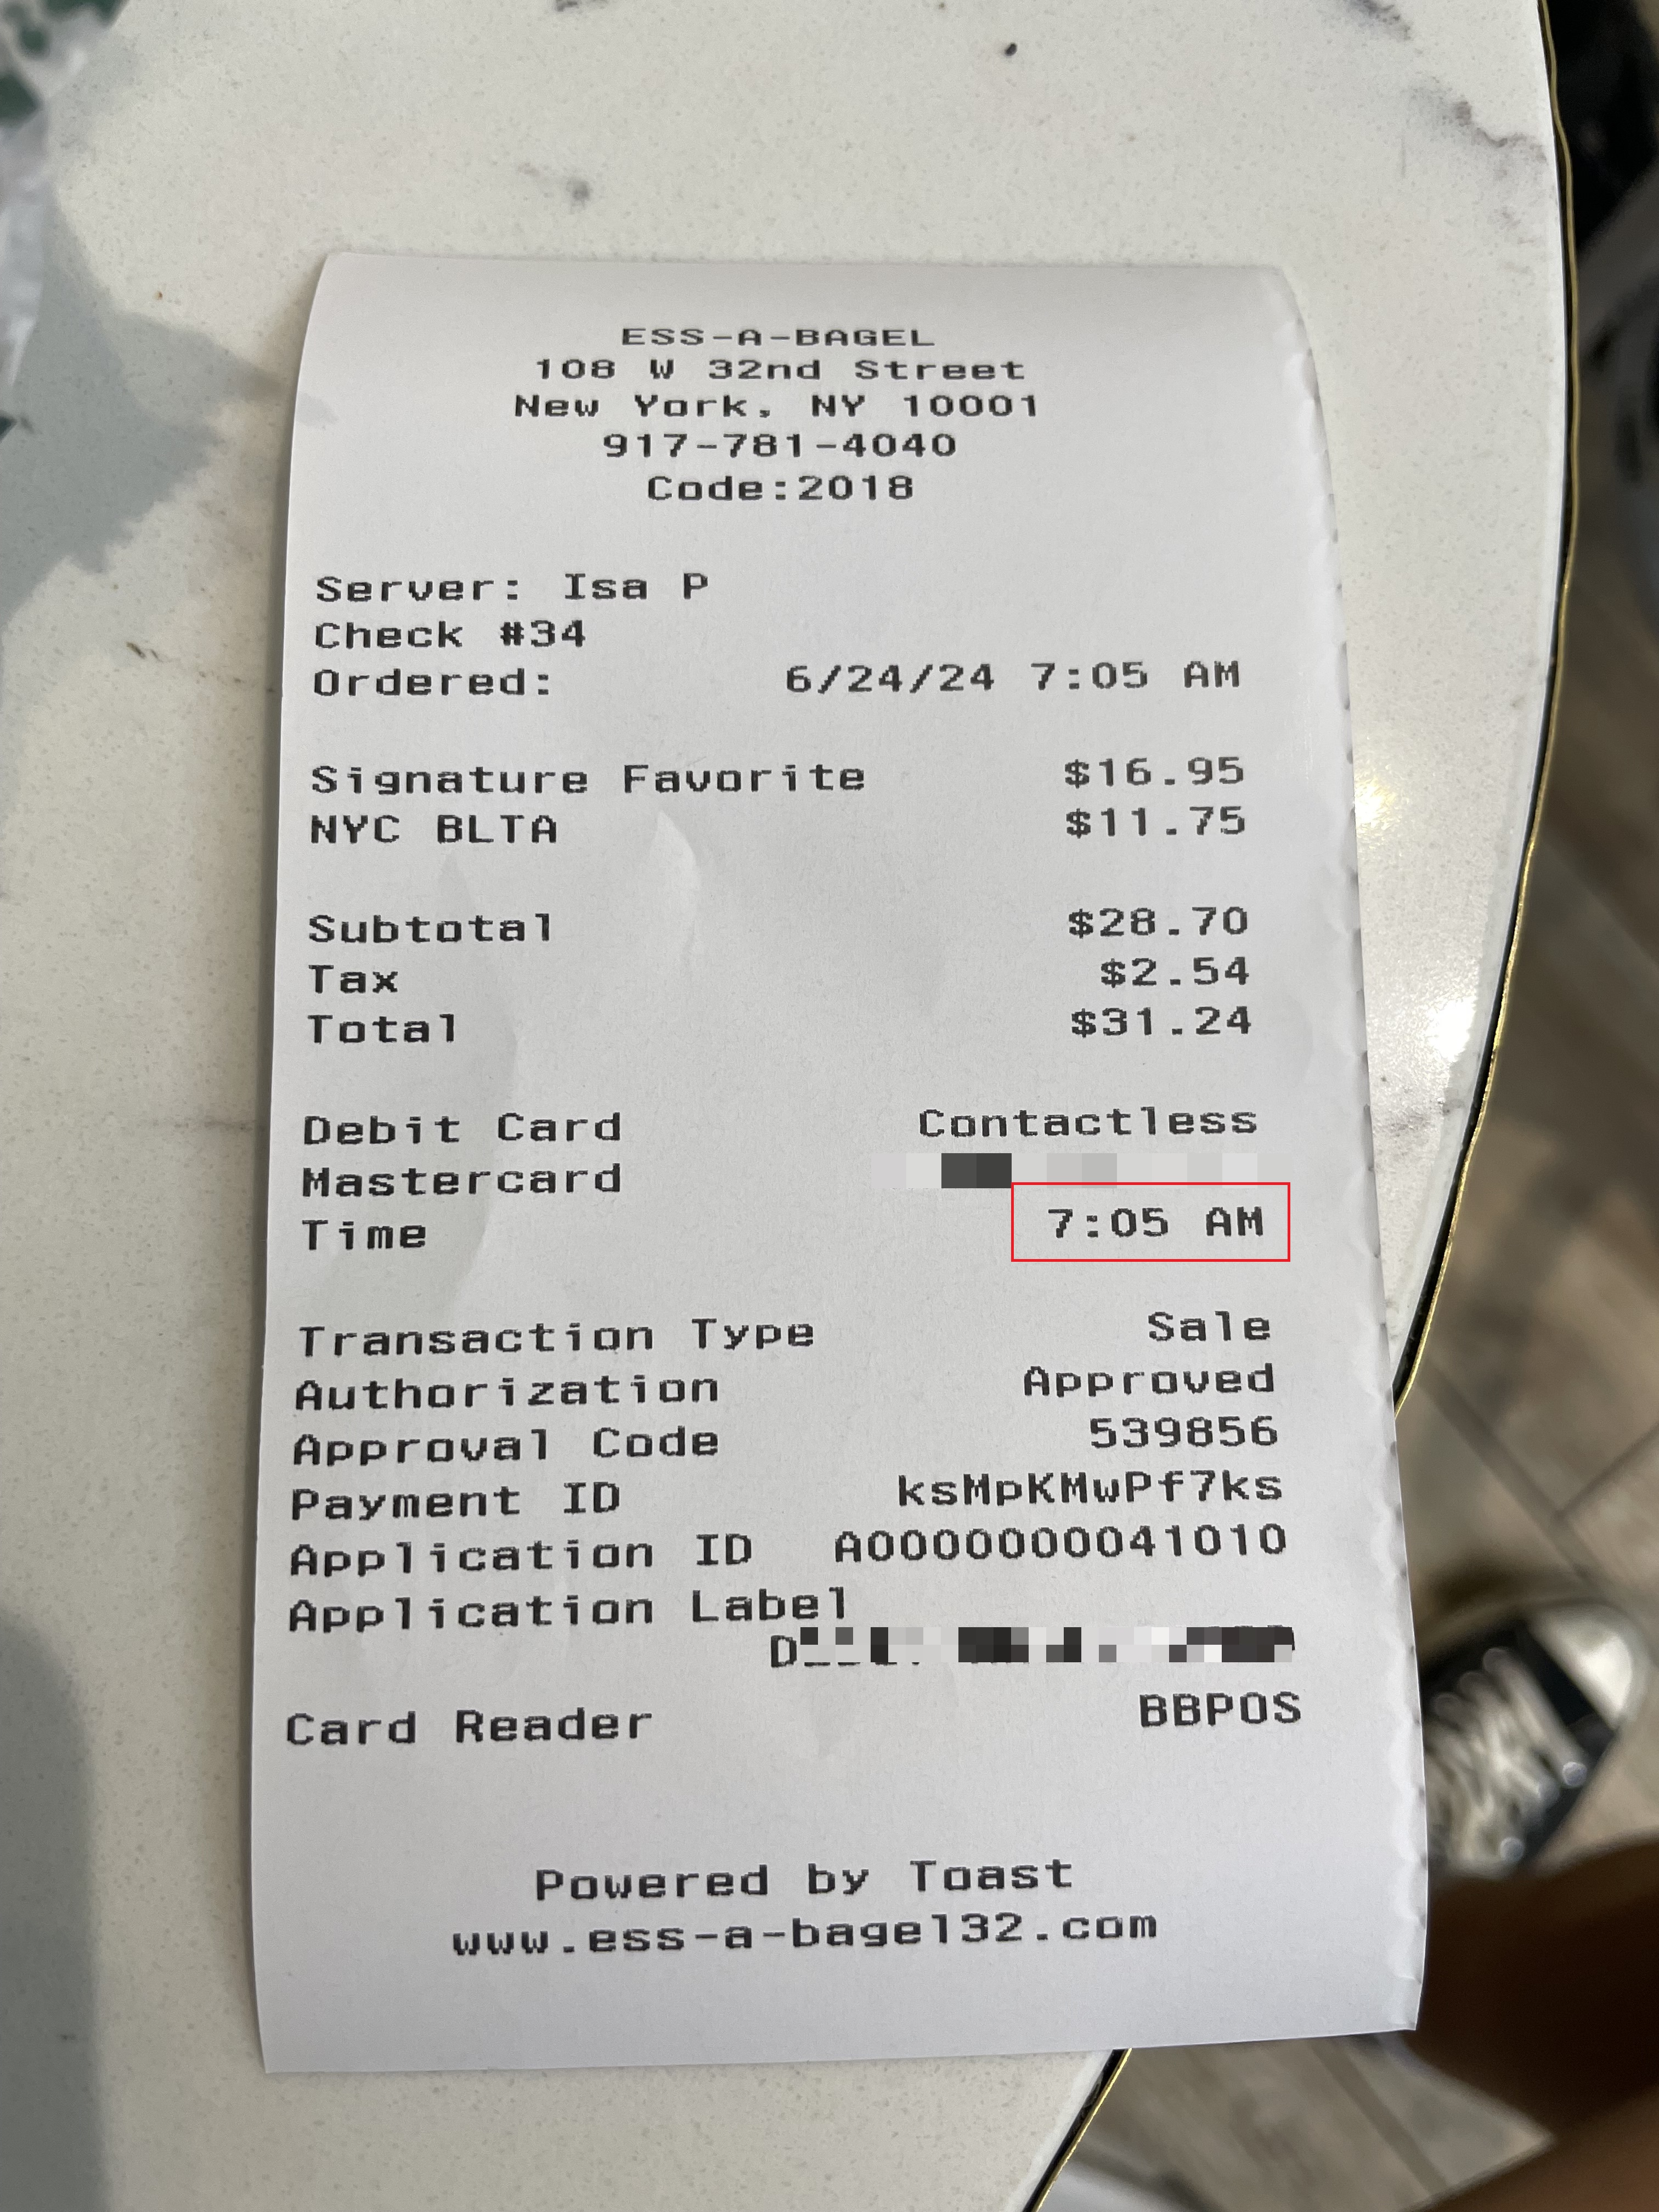 ESS-A-BAGEL
108 W 32nd Street
New York, NY 10001
917-781-4040
Code:2018
Server: Isa P
Check #34
Ordered: 6/24/24 7:05 AM
Signature Favorite $16.95
NYC BLTA $11.75
Subtotal $28.70
Tax $2.54
Total $31.24
Debit Card Contactless
Mastercard
Time 7:05 AM
Transaction Type Sale
Authorization Approved
Approval Code 539856
Payment ID ksMpKMwPf7ks
Application ID A0000000041010
Application Label
Card Reader BBPOS
Powered by Toast
www.ess-a-bagel32.com